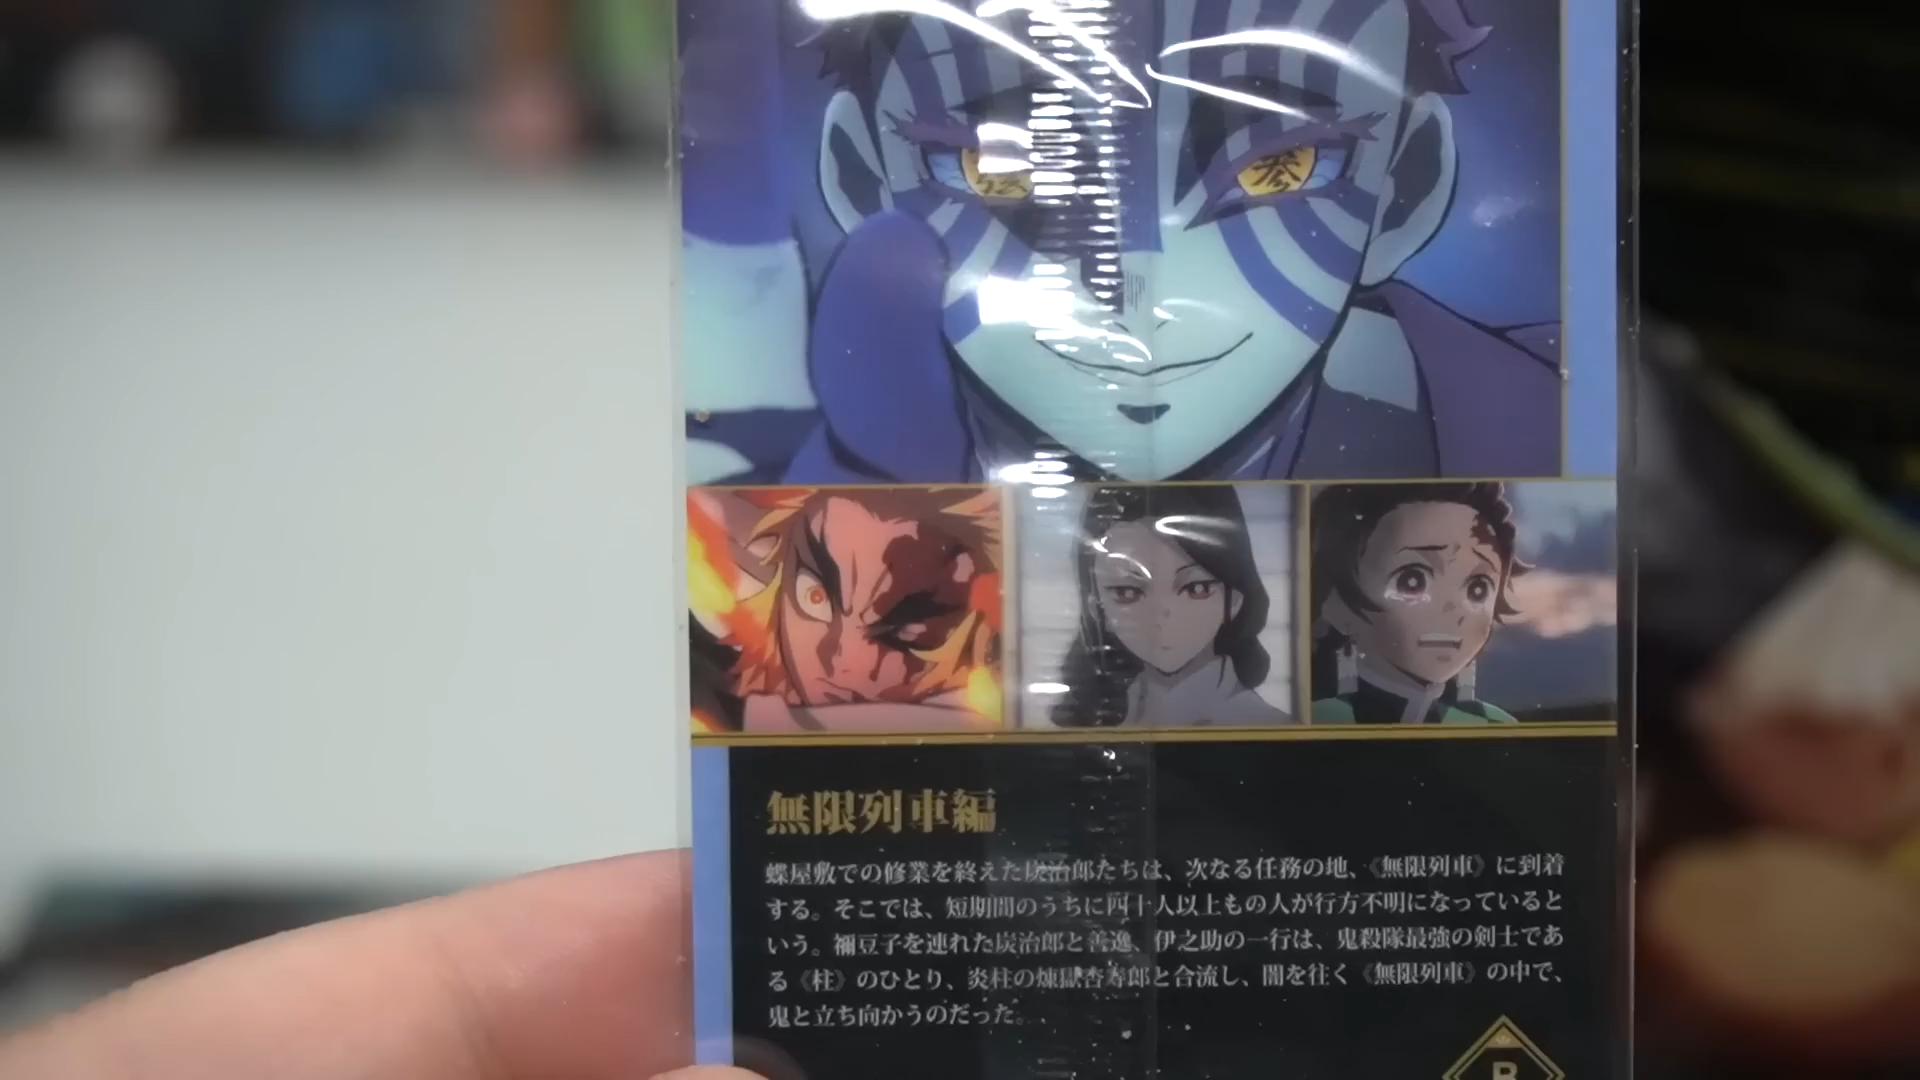 参
無限列車編
蝶屋敷での修業を終えた炭治郎たちは、次なる任務の地、《無限列車》に到着
する。そこでは、短期間のうちに四十人以上もの人が行方不明になっていると
いう。禰豆子を連れた炭治郎と善逸、伊之助の一行は、鬼殺隊最強の剣士であ
る《柱》のひとり、炎柱の煉獄杏寿郎と合流し、闇を往く《無限列車》の中で、
鬼と立ち向かうのだった。
R